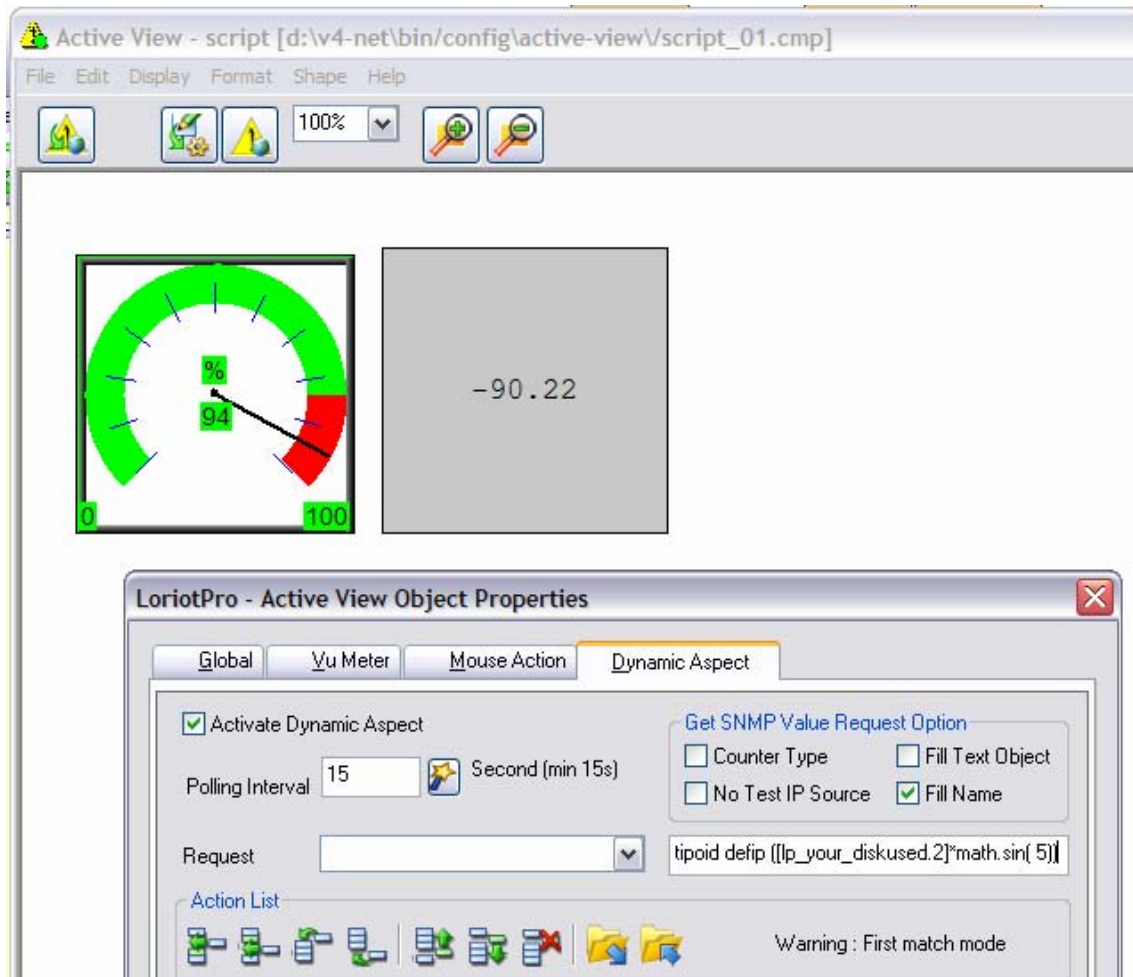 Active View - script [d:\v4-net\bin/config\active-view\/script_01.cmp]
File Edit Display Format Shape Help
100%
%
94
0 100
-90.22
LoriotPro - Active View Object Properties
Global Vu Meter Mouse Action Dynamic Aspect
Activate Dynamic Aspect
Polling Interval 15 Second (min 15s)
Get SNMP Value Request Option
Counter Type Fill Text Object
No Test IP Source Fill Name
Request tipoid defip ([lp_your_diskused.2]*math.sin( 5))
Action List
Warning : First match mode